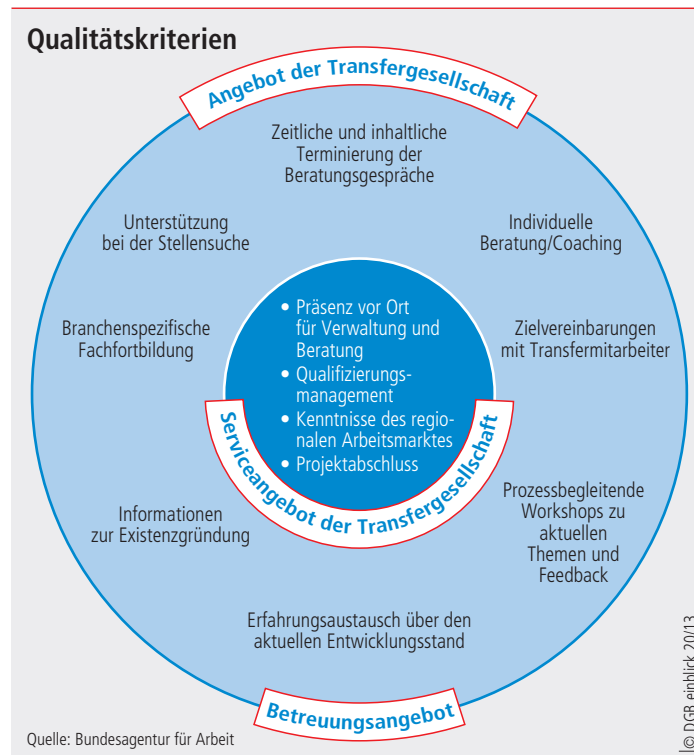 Qualitätskriterien
Angebot der Transfergesellschaft
Zeitliche und inhaltliche
Terminierung der
Beratungsgespräche
Unterstützung
bei der Stellensuche
Individuelle
Beratung/Coaching
Branchenspezifische
Fachfortbildung
• Präsenz vor Ort
für Verwaltung und
Beratung
• Qualifizierungs-
management
• Kenntnisse des regio-
nalen Arbeitsmarktes
• Projektabschluss
Zielvereinbarungen
mit Transfermitarbeiter
Serviceangebot der Transfergesellschaft
Informationen
zur Existenzgründung
Prozessbegleitende
Workshops zu
aktuellen
Themen und
Feedback
Erfahrungsaustausch über den
aktuellen Entwicklungsstand
Betreuungsangebot
Quelle: Bundesagentur für Arbeit
© DGB einblick 20/13